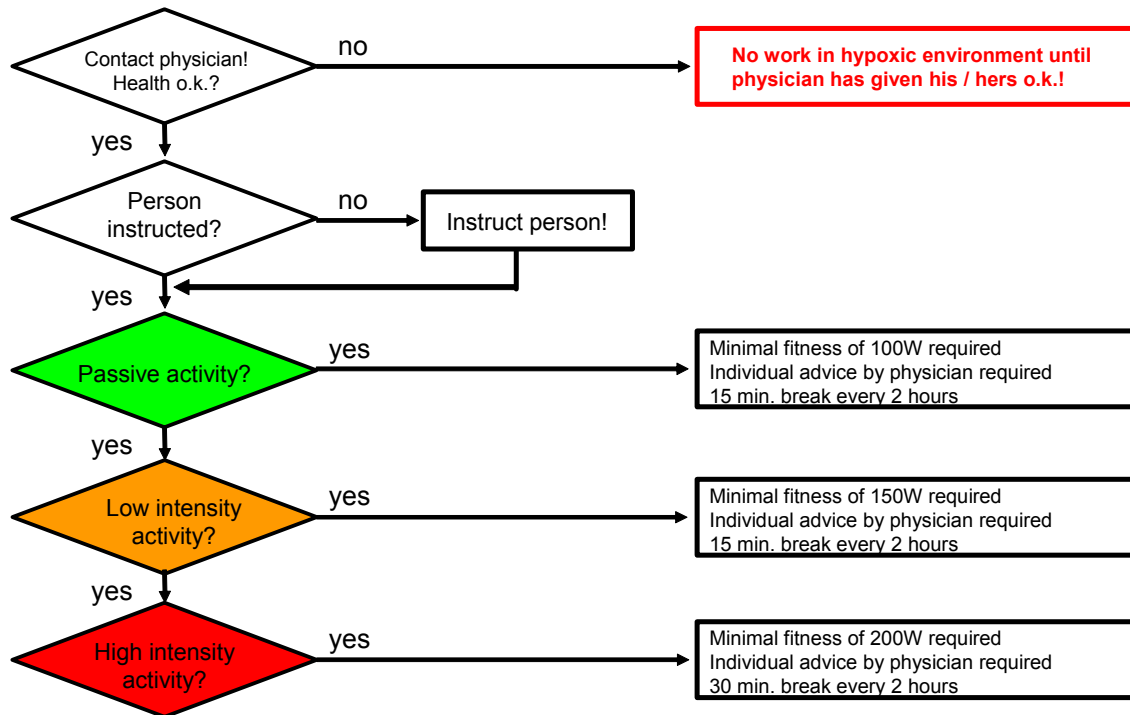 Contact physician!
Health o.k.?
no
No work in hypoxic environment until
physician has given his / hers o.k.!
yes
Person
instructed?
no
Instruct person!
yes
Passive activity?
yes
Minimal fitness of 100W required
Individual advice by physician required
15 min. break every 2 hours
yes
Low intensity
activity?
yes
Minimal fitness of 150W required
Individual advice by physician required
15 min. break every 2 hours
yes
High intensity
activity?
yes
Minimal fitness of 200W required
Individual advice by physician required
30 min. break every 2 hours